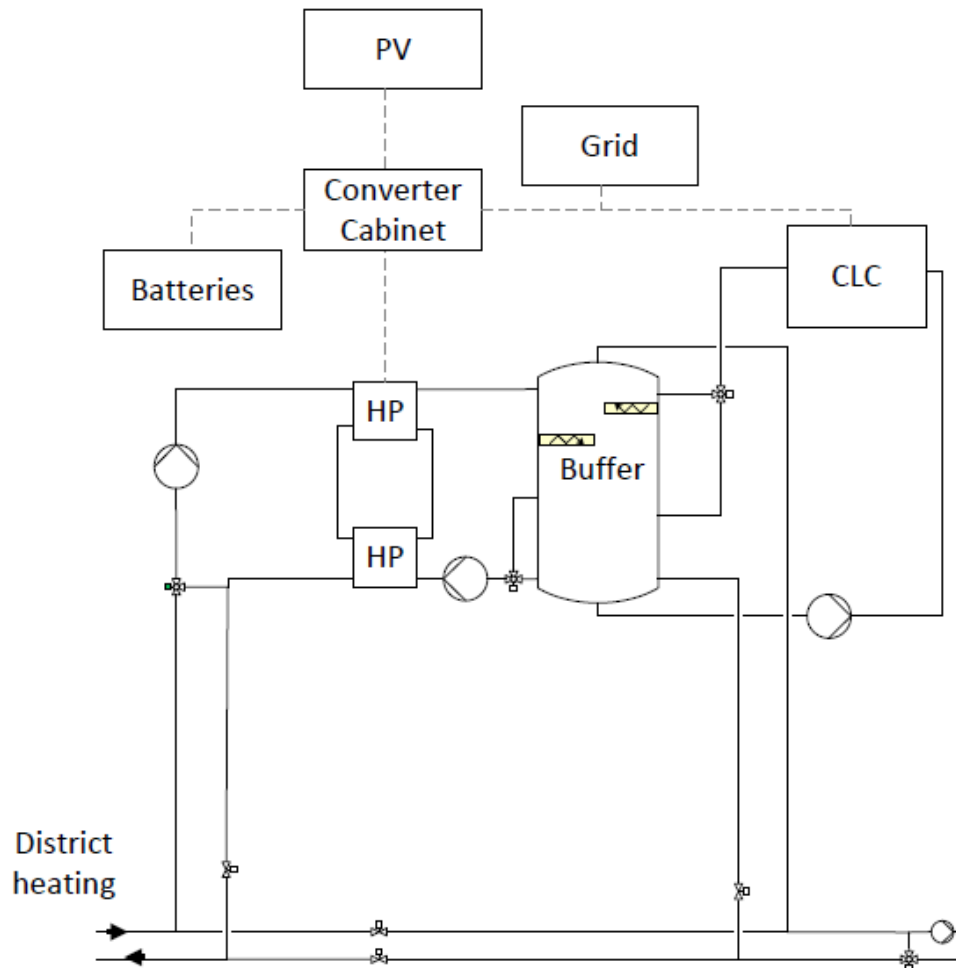 PV
Grid
Converter
Cabinet
Batteries
CLC
HP
Buffer
HP
District
heating